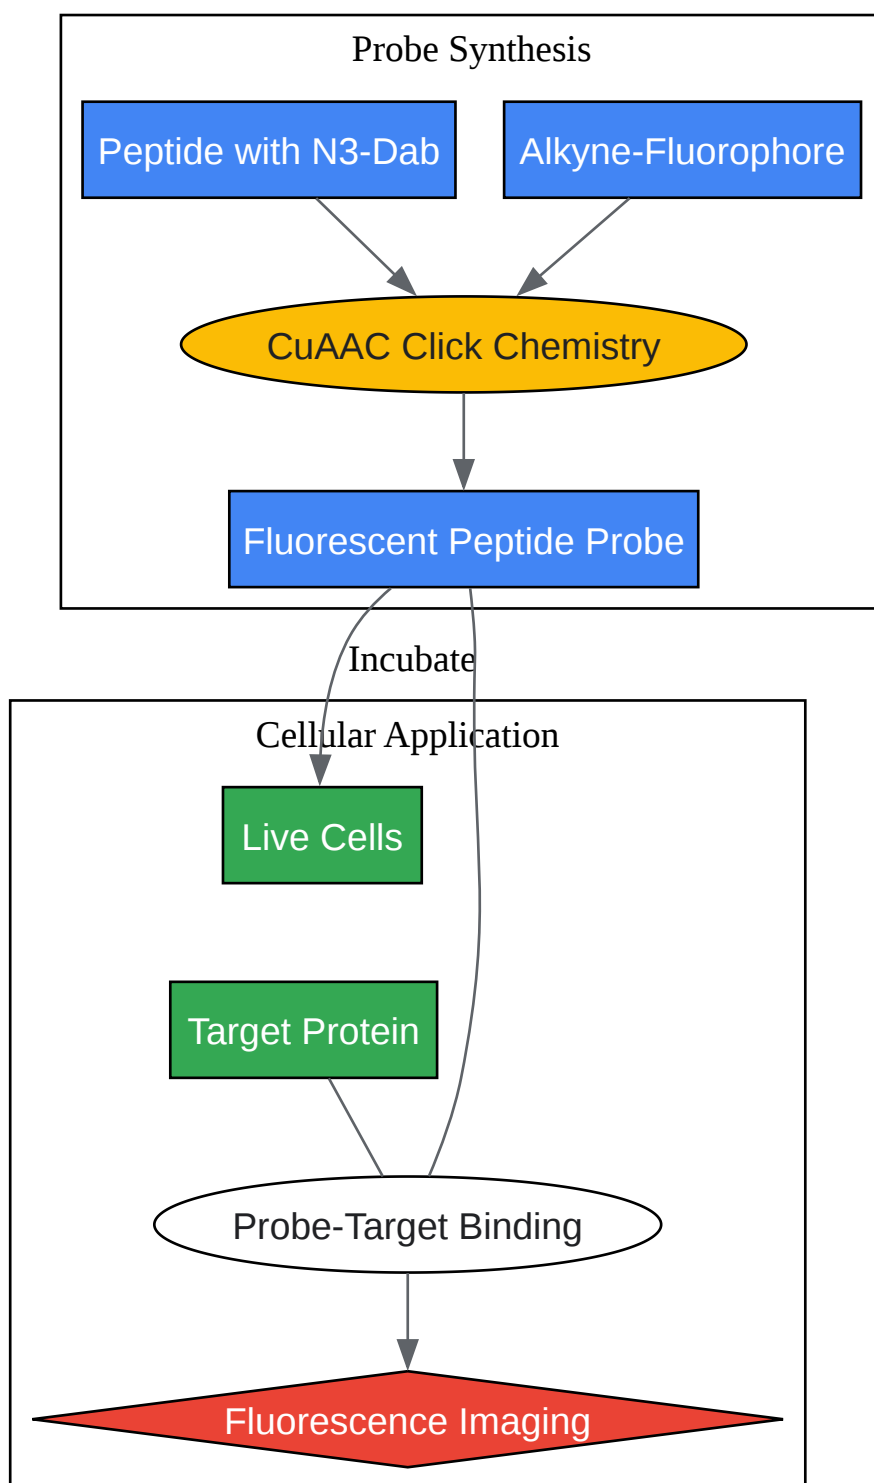 Probe Synthesis
Peptide with N3-Dab
Alkyne-Fluorophore
CuAAC Click Chemistry
Fluorescent Peptide Probe
Incubate
Cellular Application
Live Cells
Target Protein
Probe-Target Binding
Fluorescence Imaging